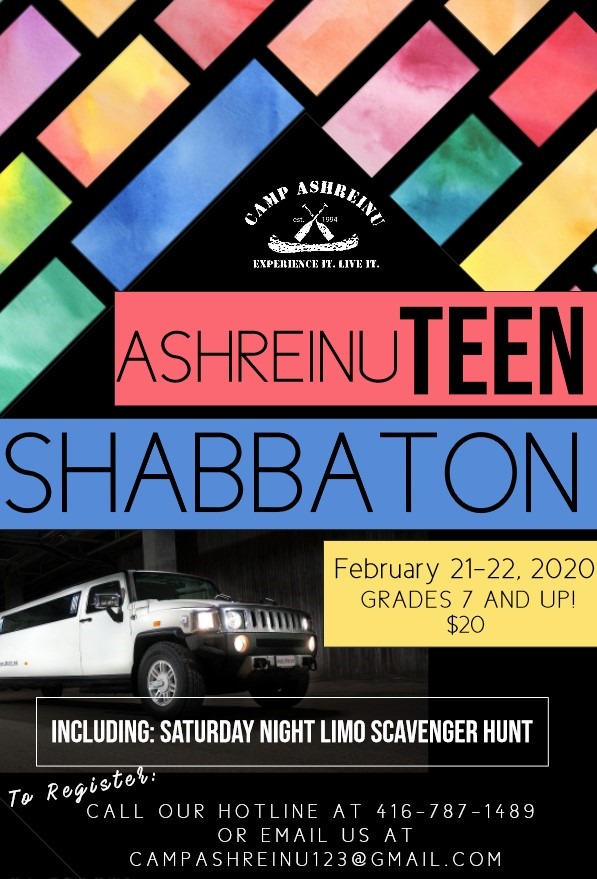 CAMP ASHREINU
est. 1994
EXPERIENCE IT. LIVE IT.
ASHREINU TEEN
SHABBATON
February 21-22, 2020
GRADES 7 AND UP!
$20
INCLUDING: SATURDAY NIGHT LIMO SCAVENGER HUNT
To Register:
CALL OUR HOTLINE AT 416-787-1489
OR EMAIL US AT
CAMPASHREINU123@GMAIL.COM